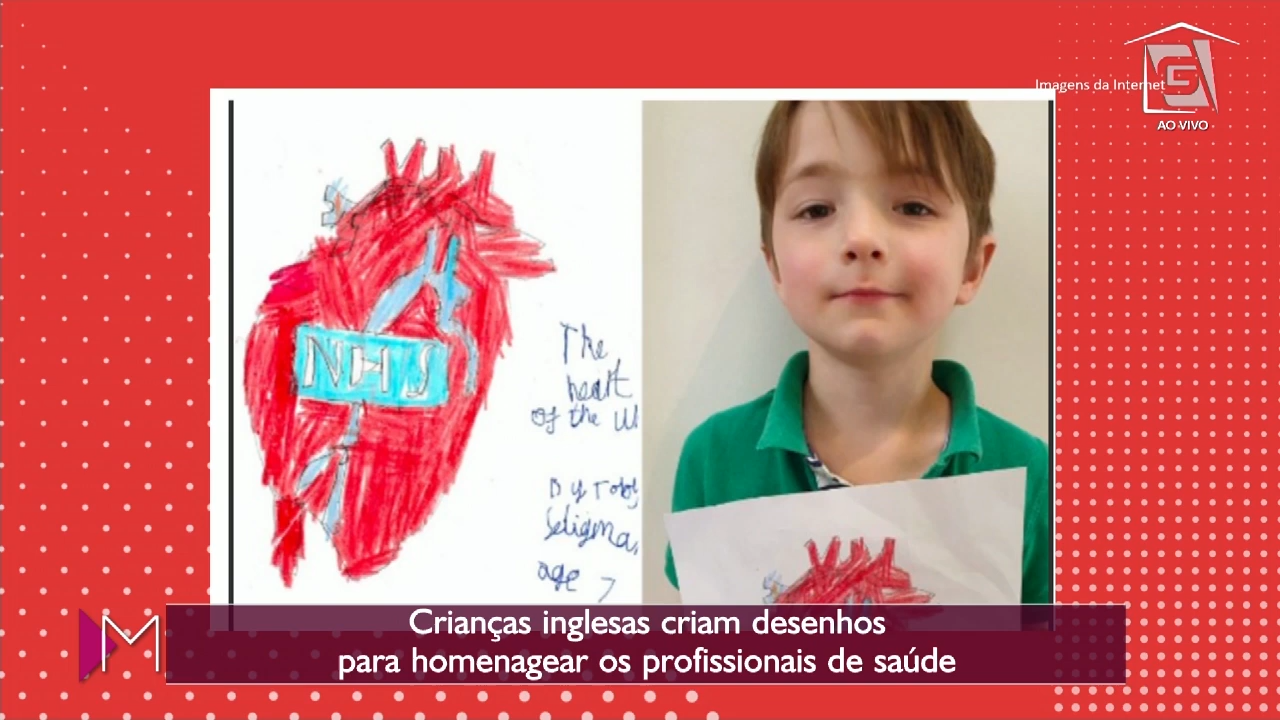 Imagens da Internet
G
AO VIVO
NHS
The
heart
of the U
By Toby
Seligma
age 7
M
Crianças inglesas criam desenhos
para homenagear os profissionais de saúde